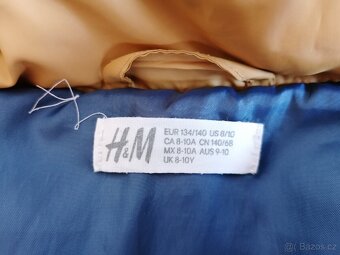 H&M
EUR 134/140 US 8/10
CA 8-10A CN 140/68
MX 8-10A AUS 9-10
UK 8-10Y
sbazar.cz